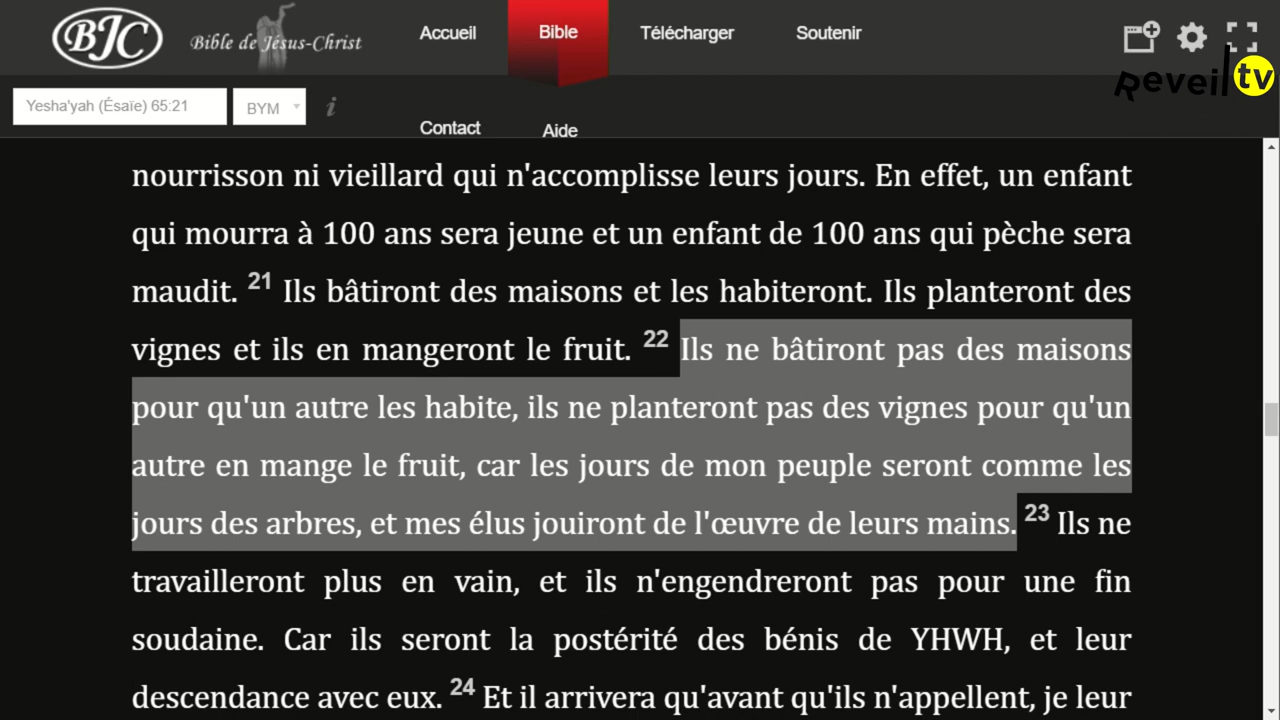 BJC
Bible de Jésus-Christ
Accueil
Bible
Télécharger
Soutenir
Reveil tv
Yesha'yah (Ésaïe) 65:21
BYM
i
Contact
Aide
nourrisson ni vieillard qui n'accomplisse leurs jours. En effet, un enfant
qui mourra à 100 ans sera jeune et un enfant de 100 ans qui pèche sera
maudit. 21 Ils bâtiront des maisons et les habiteront. Ils planteront des
vignes et ils en mangeront le fruit. 22 Ils ne bâtiront pas des maisons
pour qu'un autre les habite, ils ne planteront pas des vignes pour qu'un
autre en mange le fruit, car les jours de mon peuple seront comme les
jours des arbres, et mes élus jouiront de l'œuvre de leurs mains. 23 Ils ne
travailleront plus en vain, et ils n'engendreront pas pour une fin
soudaine. Car ils seront la postérité des bénis de YHWH, et leur
descendance avec eux. 24 Et il arrivera qu'avant qu'ils n'appellent, je leur